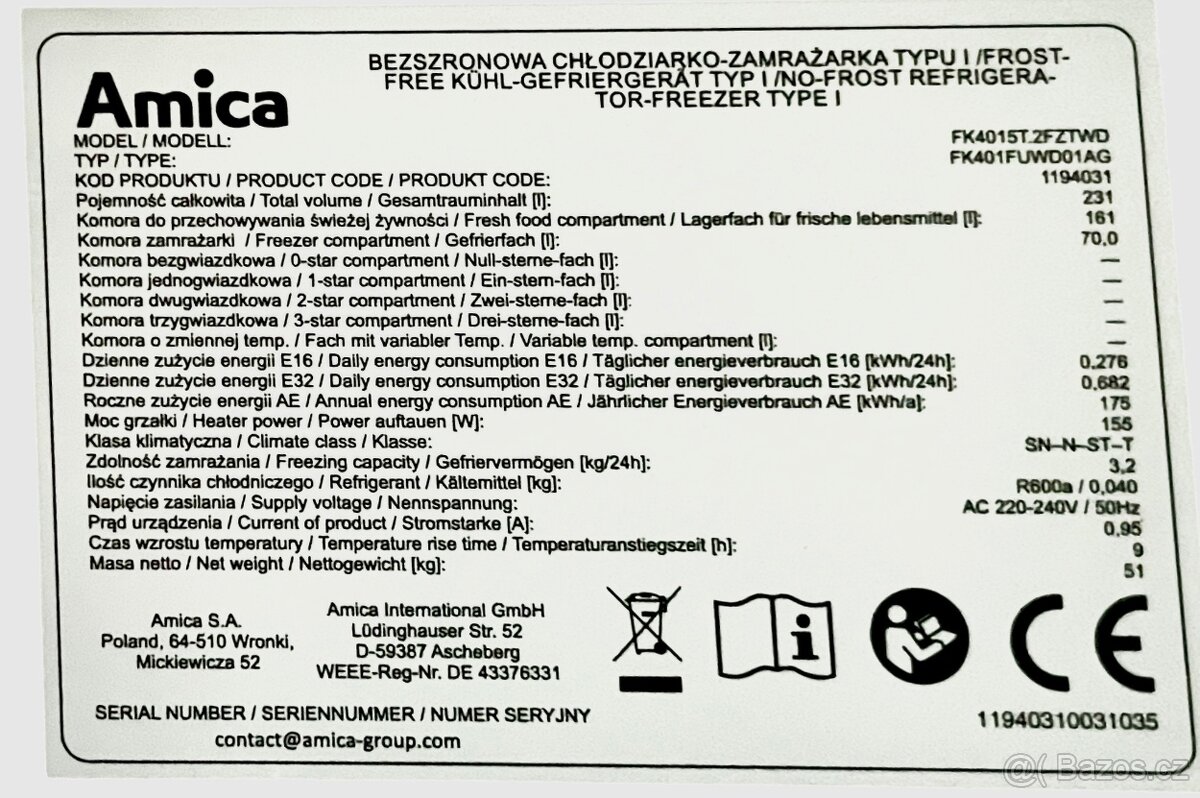 Amica
BEZSZRONOWA CHŁODZIARKO-ZAMRAŻARKA TYPU I /FROST-
FREE KÜHL-GEFRIERGERÄT TYP I /NO-FROST REFRIGERA-
TOR-FREEZER TYPE I
MODEL / MODELL: FK4015T.2FZTWD
TYP / TYPE: FK401FUWD01AG
KOD PRODUKTU / PRODUCT CODE / PRODUKT CODE: 1194031
Pojemność całkowita / Total volume / Gesamtrauminhalt [l]: 231
Komora do przechowywania świeżej żywności / Fresh food compartment / Lagerfach für frische lebensmittel [l]: 161
Komora zamrażarki / Freezer compartment / Gefrierfach [l]: 70,0
Komora bezgwiazdkowa / 0-star compartment / Null-sterne-fach [l]: —
Komora jednogwiazdkowa / 1-star compartment / Ein-stern-fach [l]: —
Komora dwugwiazdkowa / 2-star compartment / Zwei-sterne-fach [l]: —
Komora trzygwiazdkowa / 3-star compartment / Drei-sterne-fach [l]: —
Komora o zmiennej temp. / Fach mit variabler Temp. / Variable temp. compartment [l]: —
Dzienne zużycie energii E16 / Daily energy consumption E16 / Täglicher energieverbrauch E16 [kWh/24h]: 0,276
Dzienne zużycie energii E32 / Daily energy consumption E32 / Täglicher energieverbrauch E32 [kWh/24h]: 0,682
Roczne zużycie energii AE / Annual energy consumption AE / Jährlicher Energieverbrauch AE [kWh/a]: 175
Moc grzałki / Heater power / Power auftauen [W]: 155
Klasa klimatyczna / Climate class / Klasse: SN–N–ST–T
Zdolność zamrażania / Freezing capacity / Gefriervermögen [kg/24h]: 3,2
Ilość czynnika chłodniczego / Refrigerant / Kältemittel [kg]: R600a / 0,040
Napięcie zasilania / Supply voltage / Nennspannung: AC 220-240V / 50Hz
Prąd urządzenia / Current of product / Stromstarke [A]: 0,95
Czas wzrostu temperatury / Temperature rise time / Temperaturanstiegszeit [h]: 9
Masa netto / Net weight / Nettogewicht [kg]: 51
Amica S.A.
Poland, 64-510 Wronki,
Mickiewicza 52
Amica International GmbH
Lüdinghauser Str. 52
D-59387 Ascheberg
WEEE-Reg-Nr. DE 43376331
CE
SERIAL NUMBER / SERIENNUMMER / NUMER SERYJNY 11940310031035
contact@amica-group.com
@( Bazos.cz